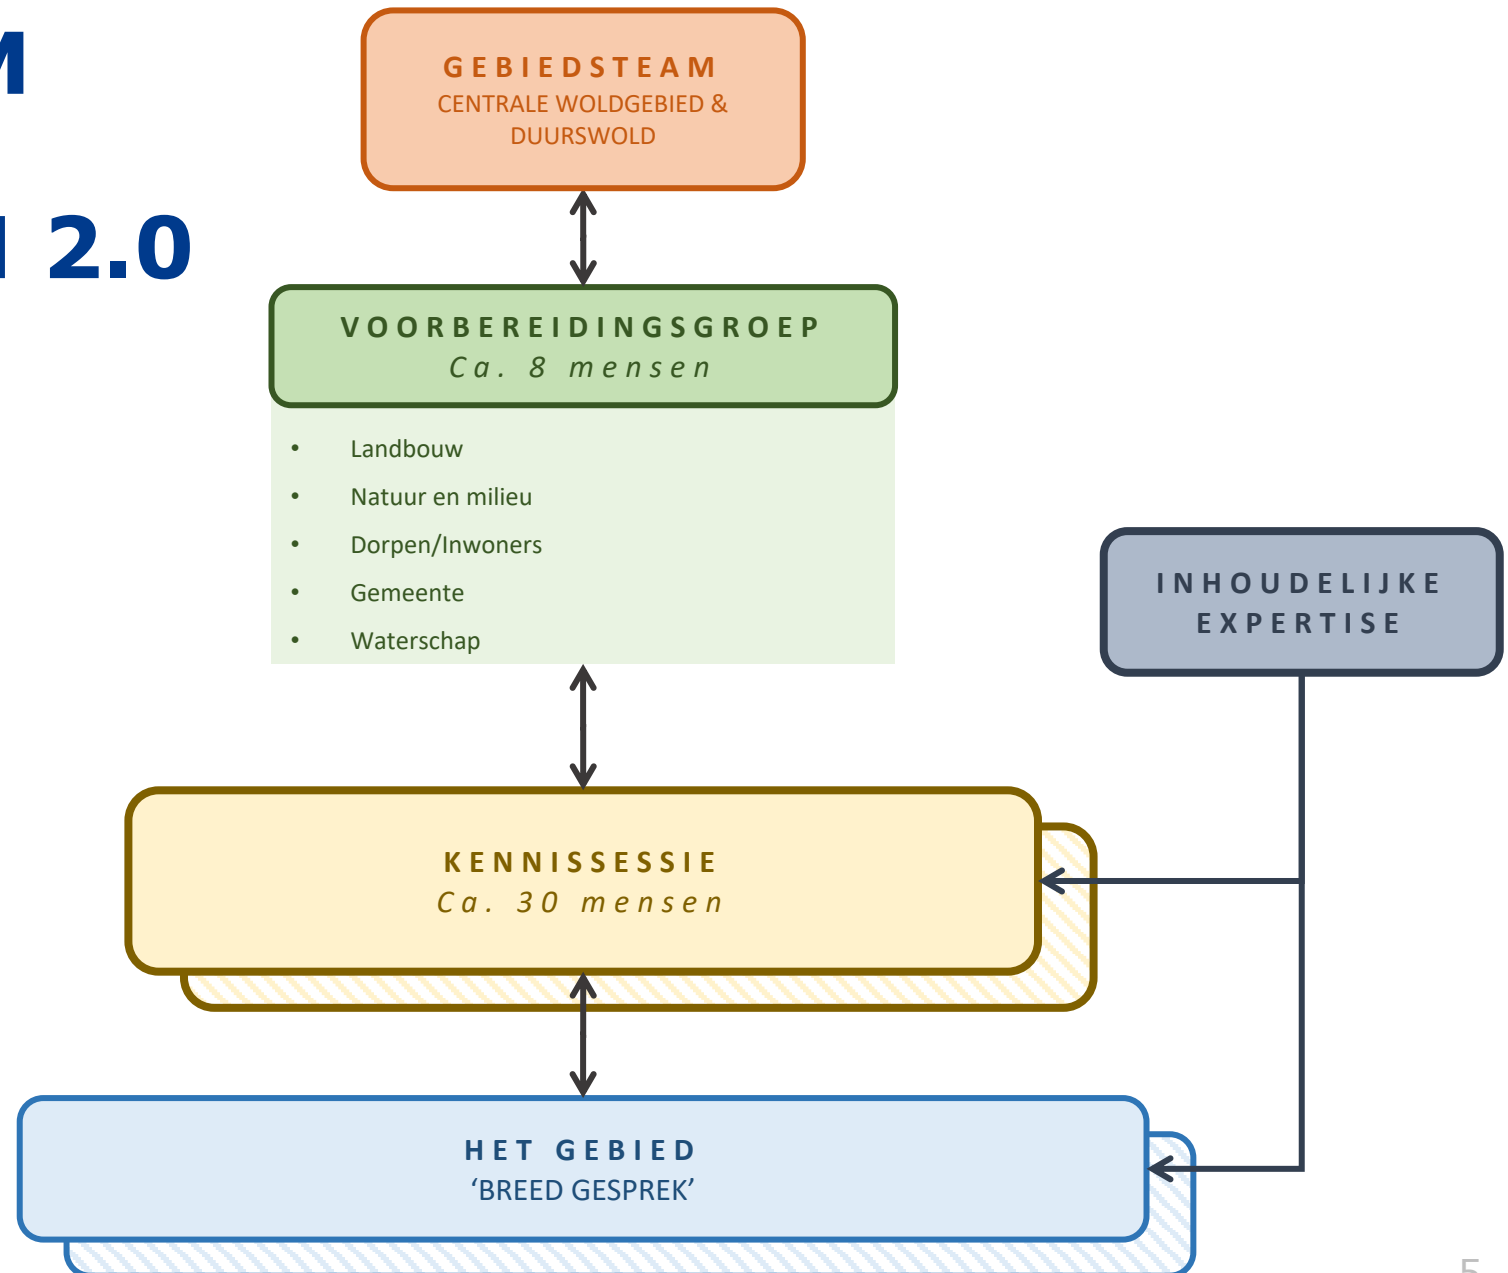 M
2.0
GEBIEDSTEAM
CENTRALE WOLDGEBIED &
DUURSWOLD
VOORBEREIDINGSGROEP
Ca. 8 mensen
• Landbouw
• Natuur en milieu
• Dorpen/Inwoners
• Gemeente
• Waterschap
INHOUDELIJKE
EXPERTISE
KENNISSESSIE
Ca. 30 mensen
HET GEBIED
‘BREED GESPREK’
5